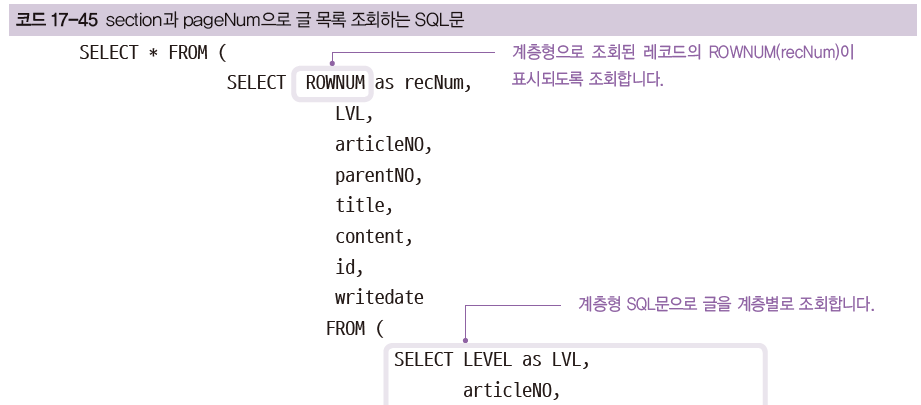 코드 17-45 section과 pageNum으로 글 목록 조회하는 SQL문
SELECT * FROM (
계층형으로 조회된 레코드의 ROWNUM(recNum)이
표시되도록 조회합니다.
SELECT ROWNUM as recNum,
LVL,
articleNO,
parentNO,
title,
content,
id,
writedate
계층형 SQL문으로 글을 계층별로 조회합니다.
FROM (
SELECT LEVEL as LVL,
articleNO,